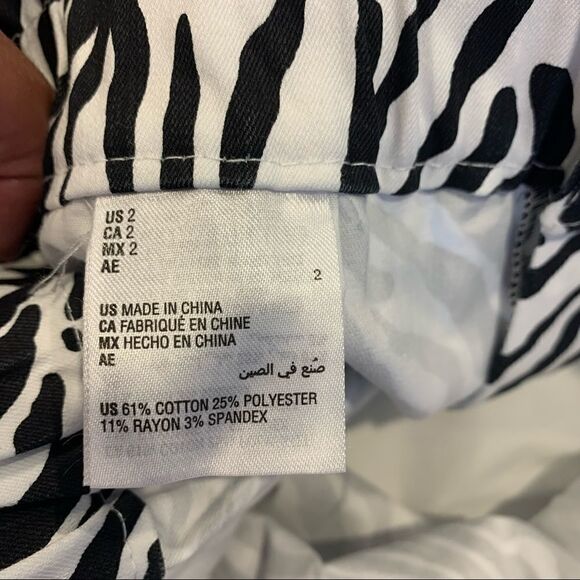 US 2
CA 2
MX 2
AE
2
US MADE IN CHINA
CA FABRIQUÉ EN CHINE
MX HECHO EN CHINA
AE
صُنع في الصين
US 61% COTTON 25% POLYESTER
11% RAYON 3% SPANDEX